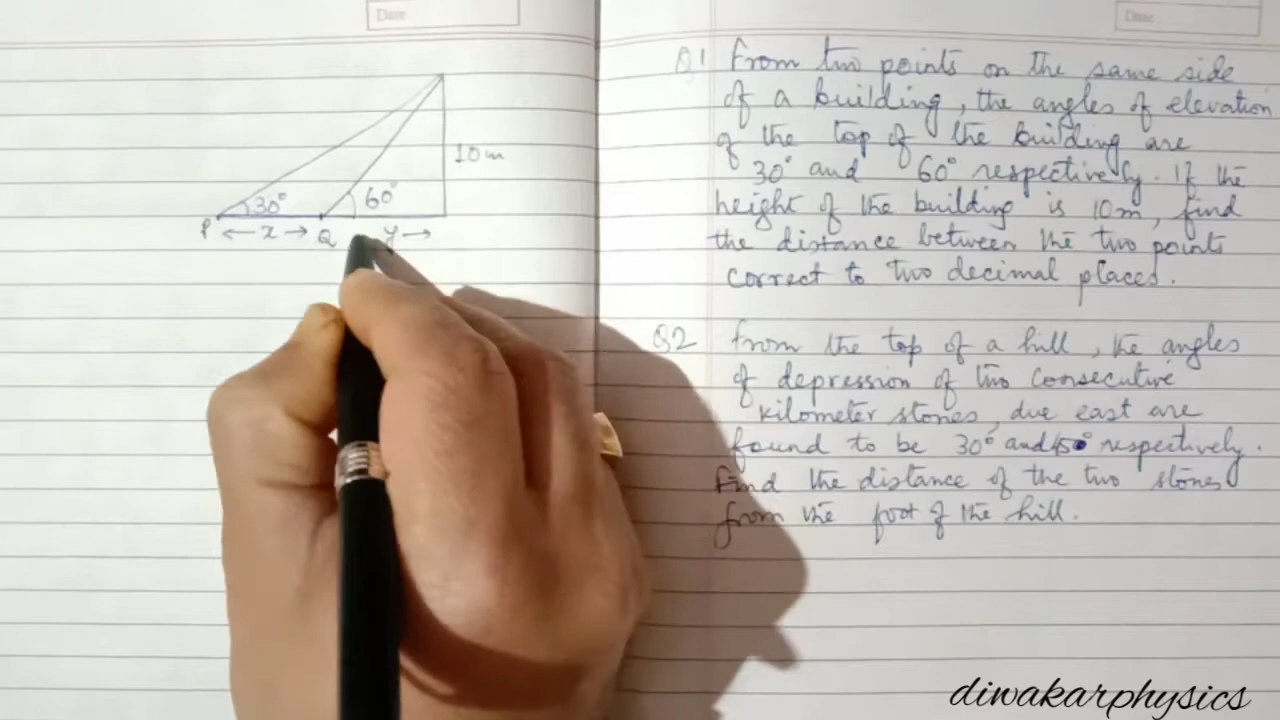 Date
10m
30°
60°
P ← x → Q y →
Date
Q1 From two points on the same side
of a building, the angles of elevation
of the top of the building are
30° and 60° respectively. If the
height of the building is 10m, find
the distance between the two points
correct to two decimal places.
Q2 From the top of a hill, the angles
of depression of two consecutive
kilometer stones, due east are
found to be 30° and respectively.
Find the distance of the two stones
from the foot of the hill.
diwakarphysics